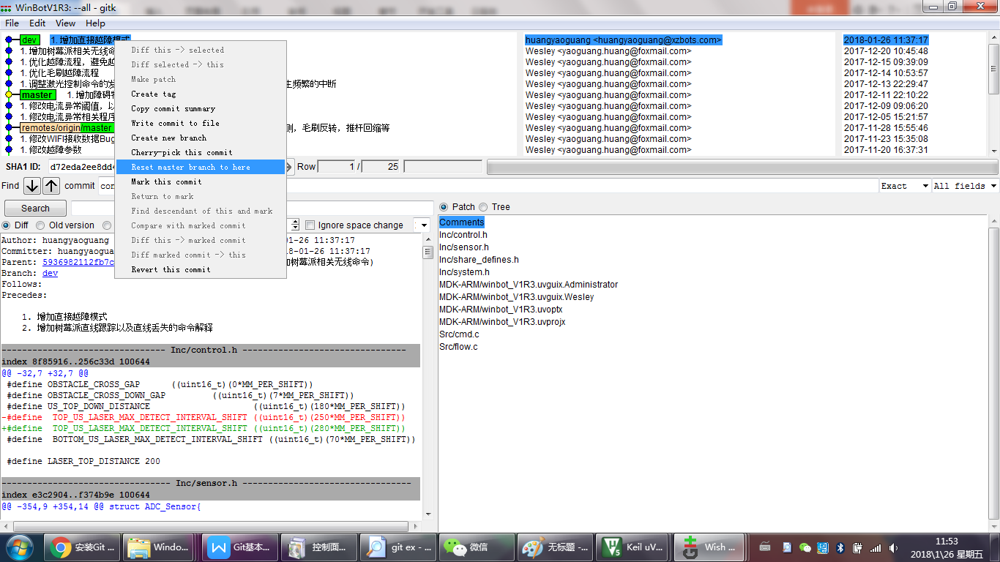 WinBotV1R3: --all - gitk
File Edit View Help
dev 1.增加直接越障模式 huangyaoguang <huangyaoguang@xzbots.com> 2018-01-26 11:37:17
1.增加树莓派相关无线命 Wesley <yaoguang.huang@foxmail.com> 2017-12-20 10:45:48
1.优化越障流程，避免越 Wesley <yaoguang.huang@foxmail.com> 2017-12-15 09:39:09
1.优化毛刷越障流程 Wesley <yaoguang.huang@foxmail.com> 2017-12-14 10:53:57
1.调整激光控制命令的发 生频繁的中断 Wesley <yaoguang.huang@foxmail.com> 2017-12-13 22:29:47
master 1.增加障碍物 Wesley <yaoguang.huang@foxmail.com> 2017-12-11 22:10:22
1.修改电流异常阈值，以 Wesley <yaoguang.huang@foxmail.com> 2017-12-09 09:06:20
1.修改电流异常相关程序 Wesley <yaoguang.huang@foxmail.com> 2017-12-05 15:21:57
remotes/origin/master 则，毛刷反转，推杆回缩等 Wesley <yaoguang.huang@foxmail.com> 2017-11-28 15:55:46
1.修改WIFI接收数据Bug Wesley <yaoguang.huang@foxmail.com> 2017-11-23 15:35:08
1.修改越障参数 Wesley <yaoguang.huang@foxmail.com> 2017-11-20 16:37:31
Diff this -> selected
Diff selected -> this
Make patch
Create tag
Copy commit summary
Write commit to file
Create new branch
Cherry-pick this commit
Reset master branch to here
Mark this commit
Return to mark
Find descendant of this and mark
Compare with marked commit
Diff this -> marked commit
Diff marked commit -> this
Revert this commit
SHA1 ID: d72eda2ee8dd4 Row 1 / 25
Find commit con Exact All fields
Search
Diff Old version Ignore space change
Patch Tree
Author: huangyaoguang 01-26 11:37:17
Committer: huangyaogua 18-01-26 11:37:17
Parent: 5936982112fb7c 加树莓派相关无线命令)
Branch: dev
Follows:
Precedes:
1. 增加直接越障模式
2. 增加树莓派直线跟踪以及直线丢失的命令解释
-------------------------------- Inc/control.h --------------------------------
index 8f85916..256c33d 100644
@@ -32,7 +32,7 @@
#define OBSTACLE_CROSS_GAP ((uint16_t)(0*MM_PER_SHIFT))
#define OBSTACLE_CROSS_DOWN_GAP ((uint16_t)(7*MM_PER_SHIFT))
#define US_TOP_DOWN_DISTANCE ((uint16_t)(180*MM_PER_SHIFT))
-#define TOP_US_LASER_MAX_DETECT_INTERVAL_SHIFT ((uint16_t)(250*MM_PER_SHIFT))
+#define TOP_US_LASER_MAX_DETECT_INTERVAL_SHIFT ((uint16_t)(280*MM_PER_SHIFT))
#define BOTTOM_US_LASER_MAX_DETECT_INTERVAL_SHIFT ((uint16_t)(70*MM_PER_SHIFT))
#define LASER_TOP_DISTANCE 200
--------------------------------- Inc/sensor.h ---------------------------------
index e3c2904..f374b9e 100644
@@ -354,9 +354,14 @@ struct ADC_Sensor{
Comments
Inc/control.h
Inc/sensor.h
Inc/share_defines.h
Inc/system.h
MDK-ARM/winbot_V1R3.uvguix.Administrator
MDK-ARM/winbot_V1R3.uvguix.Wesley
MDK-ARM/winbot_V1R3.uvoptx
MDK-ARM/winbot_V1R3.uvprojx
Src/cmd.c
Src/flow.c
安装Git ... Windo... Git基本... 控制面... git ex - ... 微信 无标题 -... Keil uV... Wish ...
11:53
2018\1\26 星期五